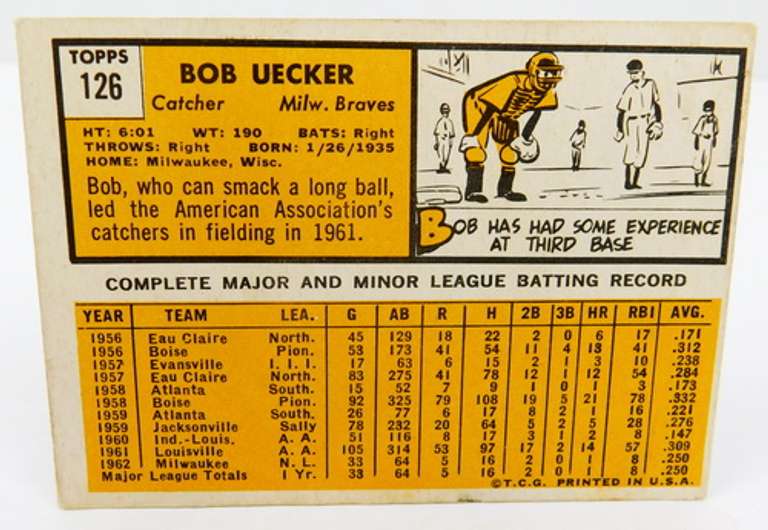 TOPPS
126
BOB UECKER
Catcher Milw. Braves
HT: 6:01 WT: 190 BATS: Right
THROWS: Right BORN: 1/26/1935
HOME: Milwaukee, Wisc.
Bob, who can smack a long ball,
led the American Association's
catchers in fielding in 1961.
BOB HAS HAD SOME EXPERIENCE
AT THIRD BASE
COMPLETE MAJOR AND MINOR LEAGUE BATTING RECORD
YEAR TEAM LEA. G AB R H 2B 3B HR RBI AVG.
1956 Eau Claire North. 45 129 18 22 2 0 6 17 .171
1956 Boise Pion. 53 173 41 54 11 4 13 41 .312
1957 Evansville I. I. I. 17 63 6 15 2 1 3 10 .238
1957 Eau Claire North. 83 275 41 78 12 1 12 54 .284
1958 Atlanta South. 15 52 7 9 1 0 1 3 .173
1958 Boise Pion. 92 325 79 108 19 5 21 78 .332
1959 Atlanta South. 26 77 6 17 8 2 1 16 .221
1959 Jacksonville Sally 78 232 20 64 5 2 5 28 .276
1960 Ind.-Louis. A. A. 51 116 8 17 3 1 2 8 .147
1961 Louisville A. A. 105 314 53 97 17 2 14 57 .309
1962 Milwaukee N. L. 33 64 5 16 2 0 1 8 .250
Major League Totals 1 Yr. 33 64 5 16 2 0 1 8 .250
©T.C.G. PRINTED IN U.S.A.